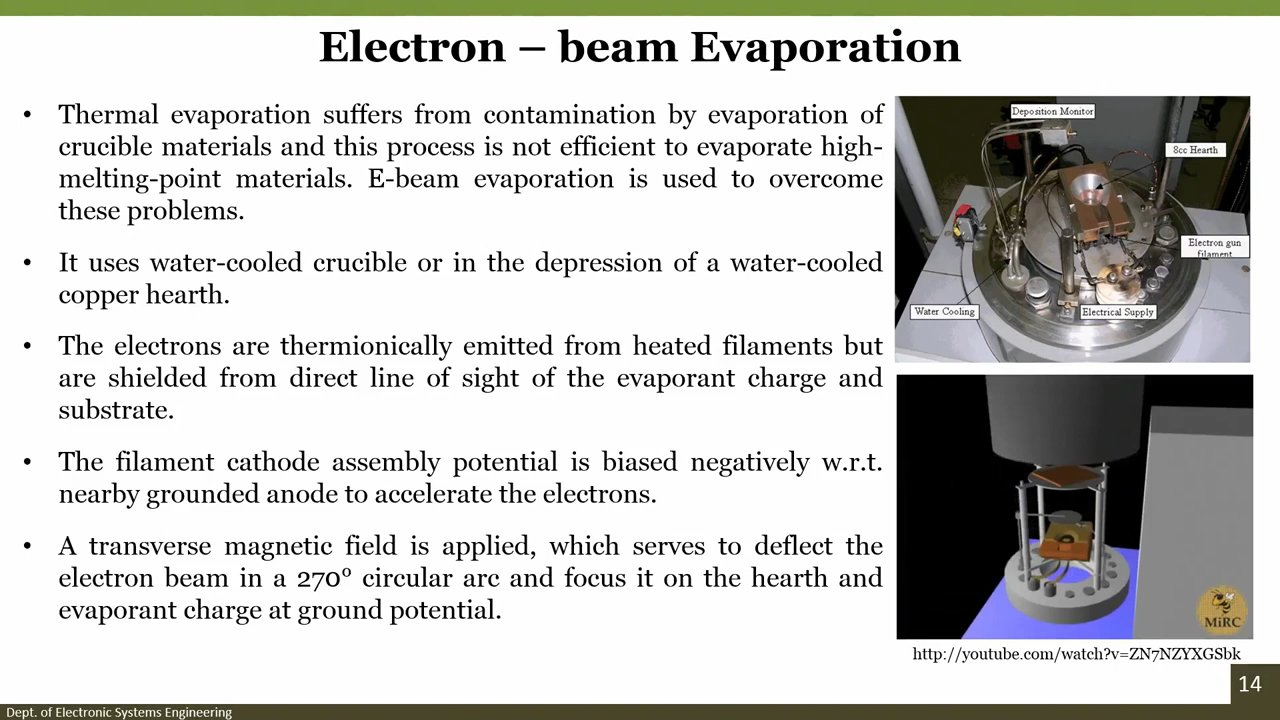 Electron – beam Evaporation
• Thermal evaporation suffers from contamination by evaporation of
crucible materials and this process is not efficient to evaporate high-
melting-point materials. E-beam evaporation is used to overcome
these problems.
• It uses water-cooled crucible or in the depression of a water-cooled
copper hearth.
• The electrons are thermionically emitted from heated filaments but
are shielded from direct line of sight of the evaporant charge and
substrate.
• The filament cathode assembly potential is biased negatively w.r.t.
nearby grounded anode to accelerate the electrons.
• A transverse magnetic field is applied, which serves to deflect the
electron beam in a 270° circular arc and focus it on the hearth and
evaporant charge at ground potential.
Deposition Monitor
8cc Hearth
Electron gun
filament
Water Cooling
Electrical Supply
MiRC
http://youtube.com/watch?v=ZN7NZYXGSbk
14
Dept. of Electronic Systems Engineering